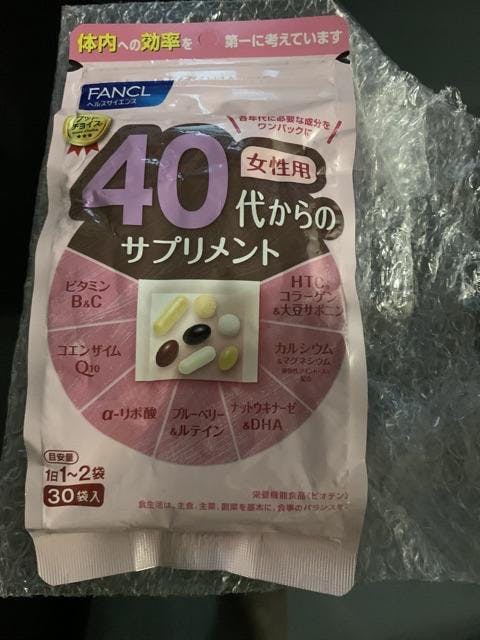 体内への効率を 第一に考えています
FANCL
ヘルスサイエンス
グッド
チョイス
各年代に必要な成分を
ワンパックに
40
女性用
代からの
サプリメント
ビタミン
B&C
HTC®
コラーゲン
&大豆サポニン
コエンザイム
Q10
カルシウム
&マグネシウム
α-リポ酸
ブルーベリー
&ルテイン
ナットウキナーゼ
&DHA
目安量
1日1~2袋
30袋入
栄養機能食品(ビオチン)
食生活は、主食、主菜、副菜を基本に、食事のバランスを